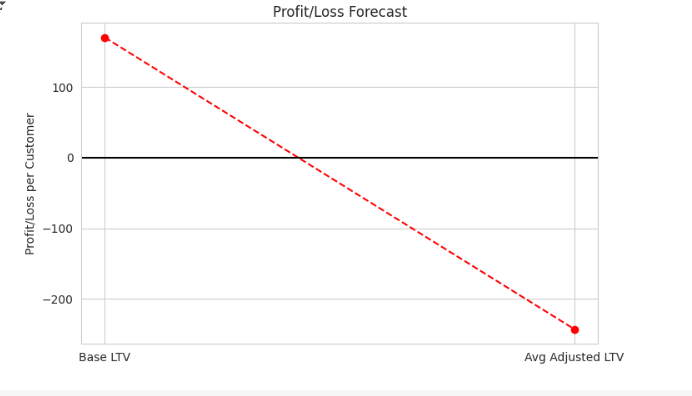 Profit/Loss Forecast
Profit/Loss per Customer
100
0
−100
−200
Base LTV
Avg Adjusted LTV